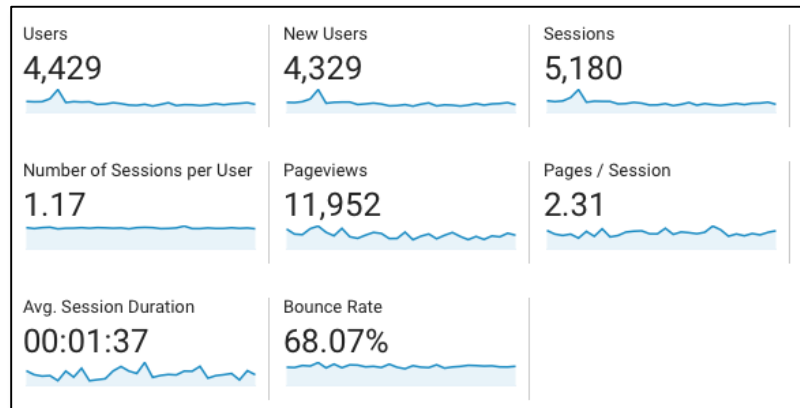 Users
4,429
New Users
4,329
Sessions
5,180
Number of Sessions per User
1.17
Pageviews
11,952
Pages / Session
2.31
Avg. Session Duration
00:01:37
Bounce Rate
68.07%